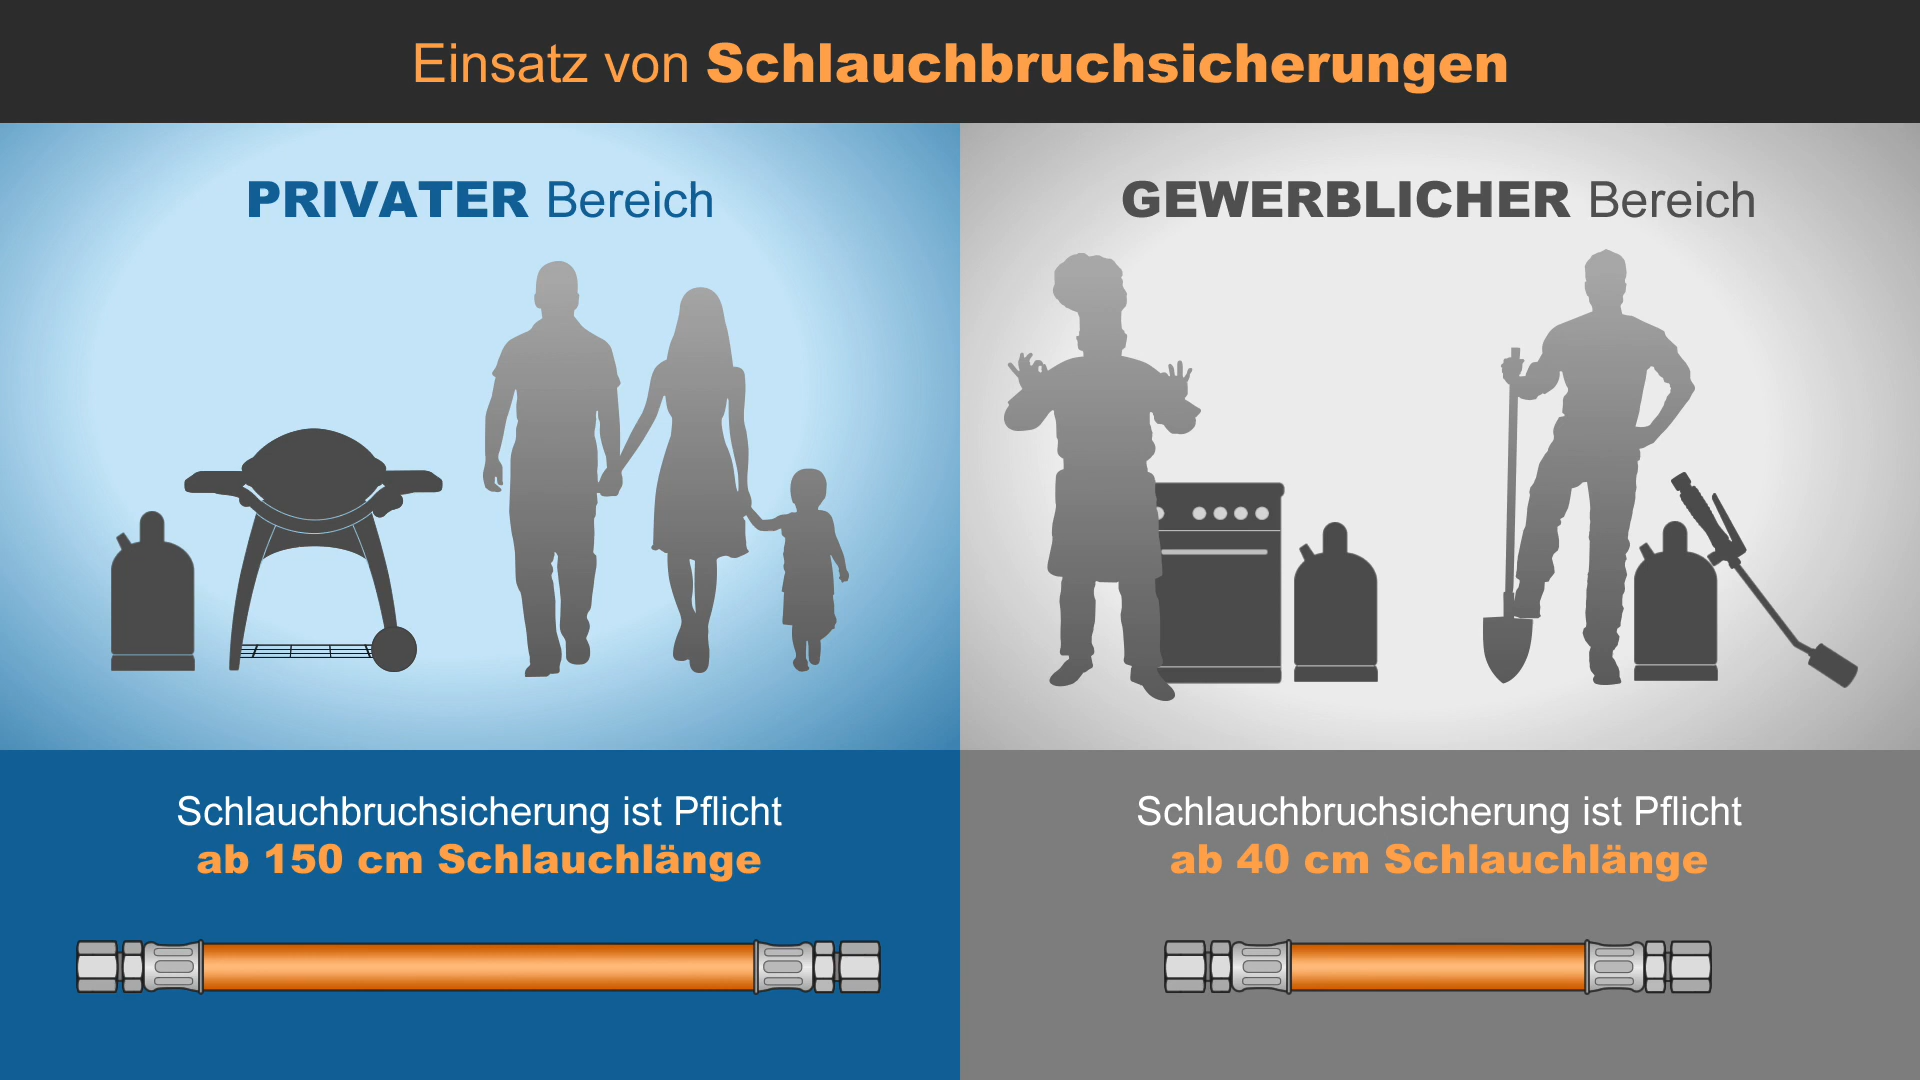 Einsatz von Schlauchbruchsicherungen
PRIVATER Bereich
Schlauchbruchsicherung ist Pflicht
ab 150 cm Schlauchlänge
GEWERBLICHER Bereich
Schlauchbruchsicherung ist Pflicht
ab 40 cm Schlauchlänge